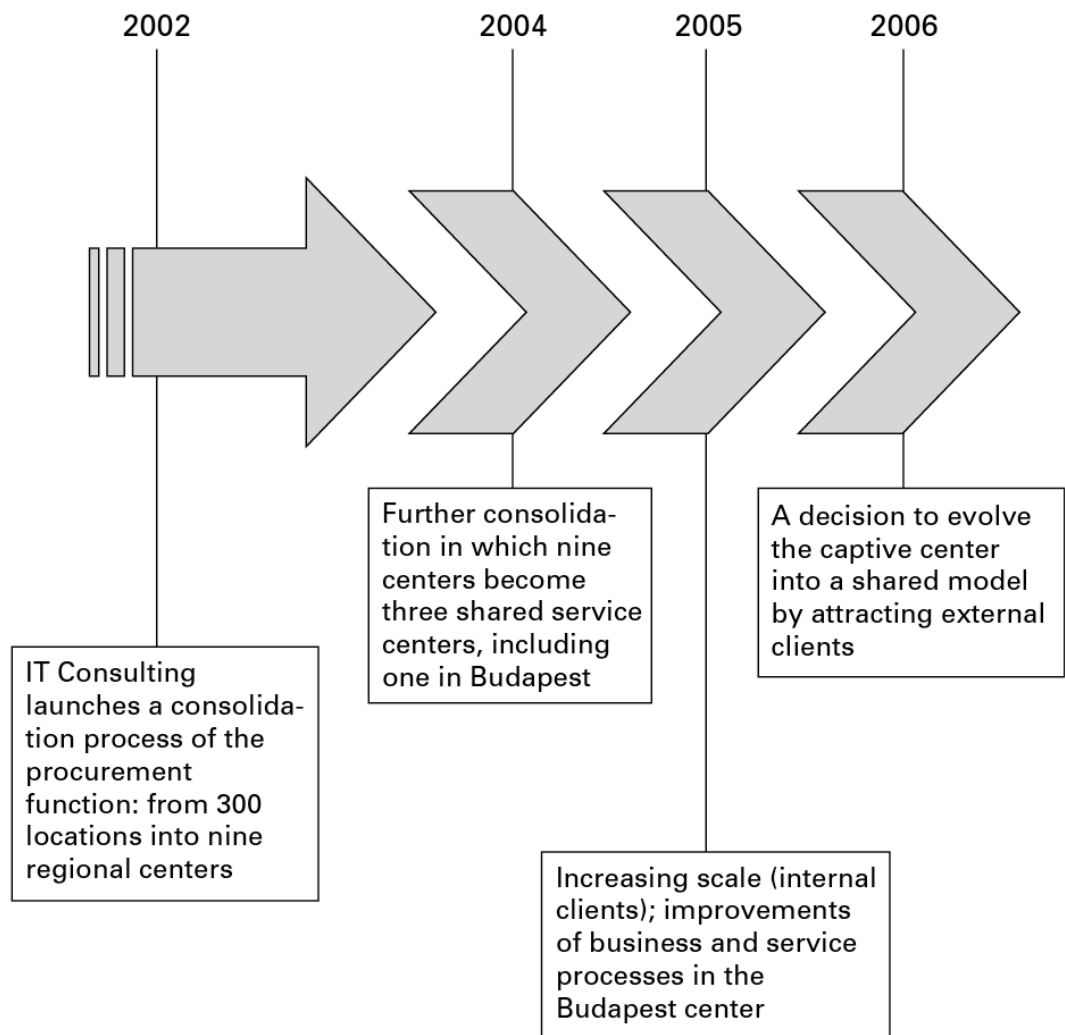 2002
2004
2005
2006
IT Consulting
launches a consolida-
tion process of the
procurement
function: from 300
locations into nine
regional centers
Further consolida-
tion in which nine
centers become
three shared service
centers, including
one in Budapest
Increasing scale (internal
clients); improvements
of business and service
processes in the
Budapest center
A decision to evolve
the captive center
into a shared model
by attracting external
clients